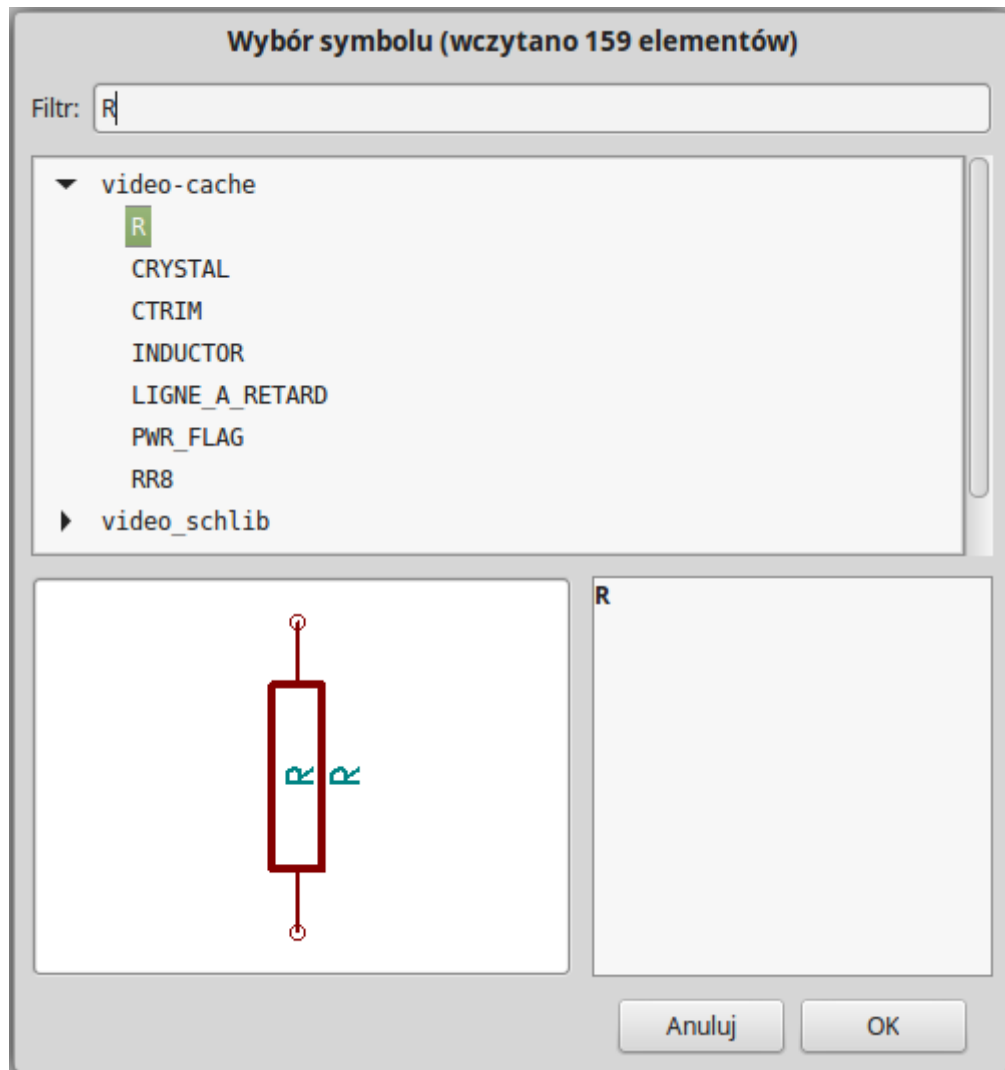 Wybór symbolu (wczytano 159 elementów)
Filtr: R
video-cache
R
CRYSTAL
CTRIM
INDUCTOR
LIGNE_A_RETARD
PWR_FLAG
RR8
video_schlib
R R
R
Anuluj OK